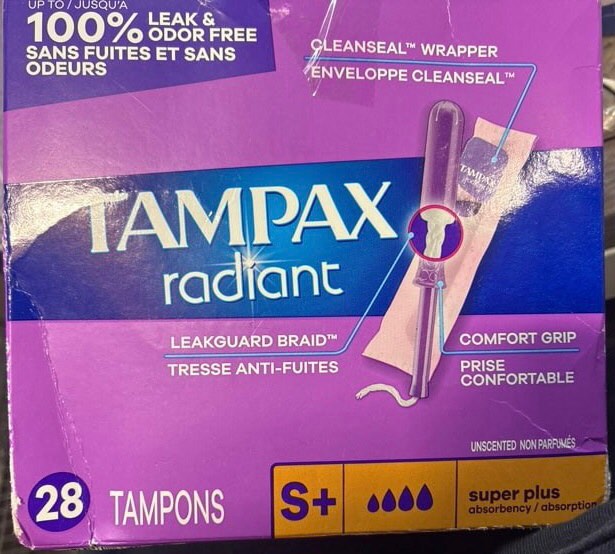 UP TO / JUSQU'A
100% LEAK &
ODOR FREE
SANS FUITES ET SANS
ODEURS
CLEANSEAL™ WRAPPER
ENVELOPPE CLEANSEAL™
TAMPAX
TAMPAX
radiant
LEAKGUARD BRAID™
TRESSE ANTI-FUITES
COMFORT GRIP
PRISE
CONFORTABLE
UNSCENTED NON PARFUMÉS
28 TAMPONS
S+
super plus
absorbency / absorption